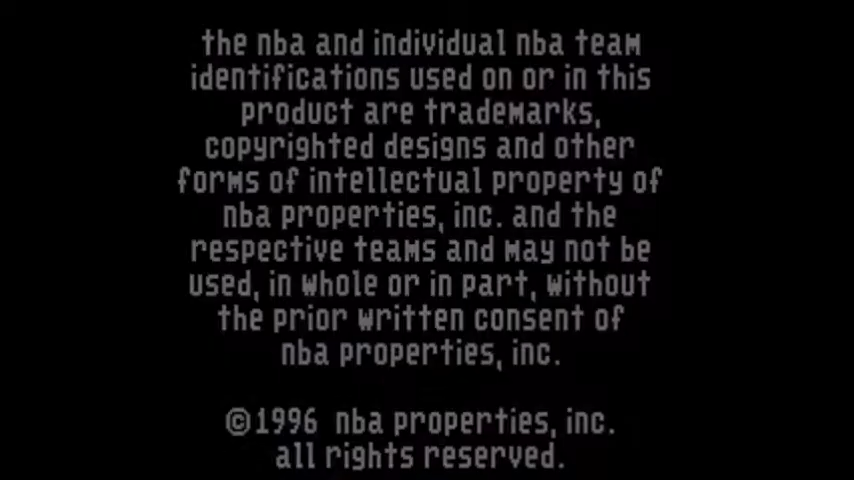 the nba and individual nba team
identifications used on or in this
product are trademarks,
copyrighted designs and other
forms of intellectual property of
nba properties, inc. and the
respective teams and may not be
used, in whole or in part, without
the prior written consent of
nba properties, inc.
©1996 nba properties, inc.
all rights reserved.